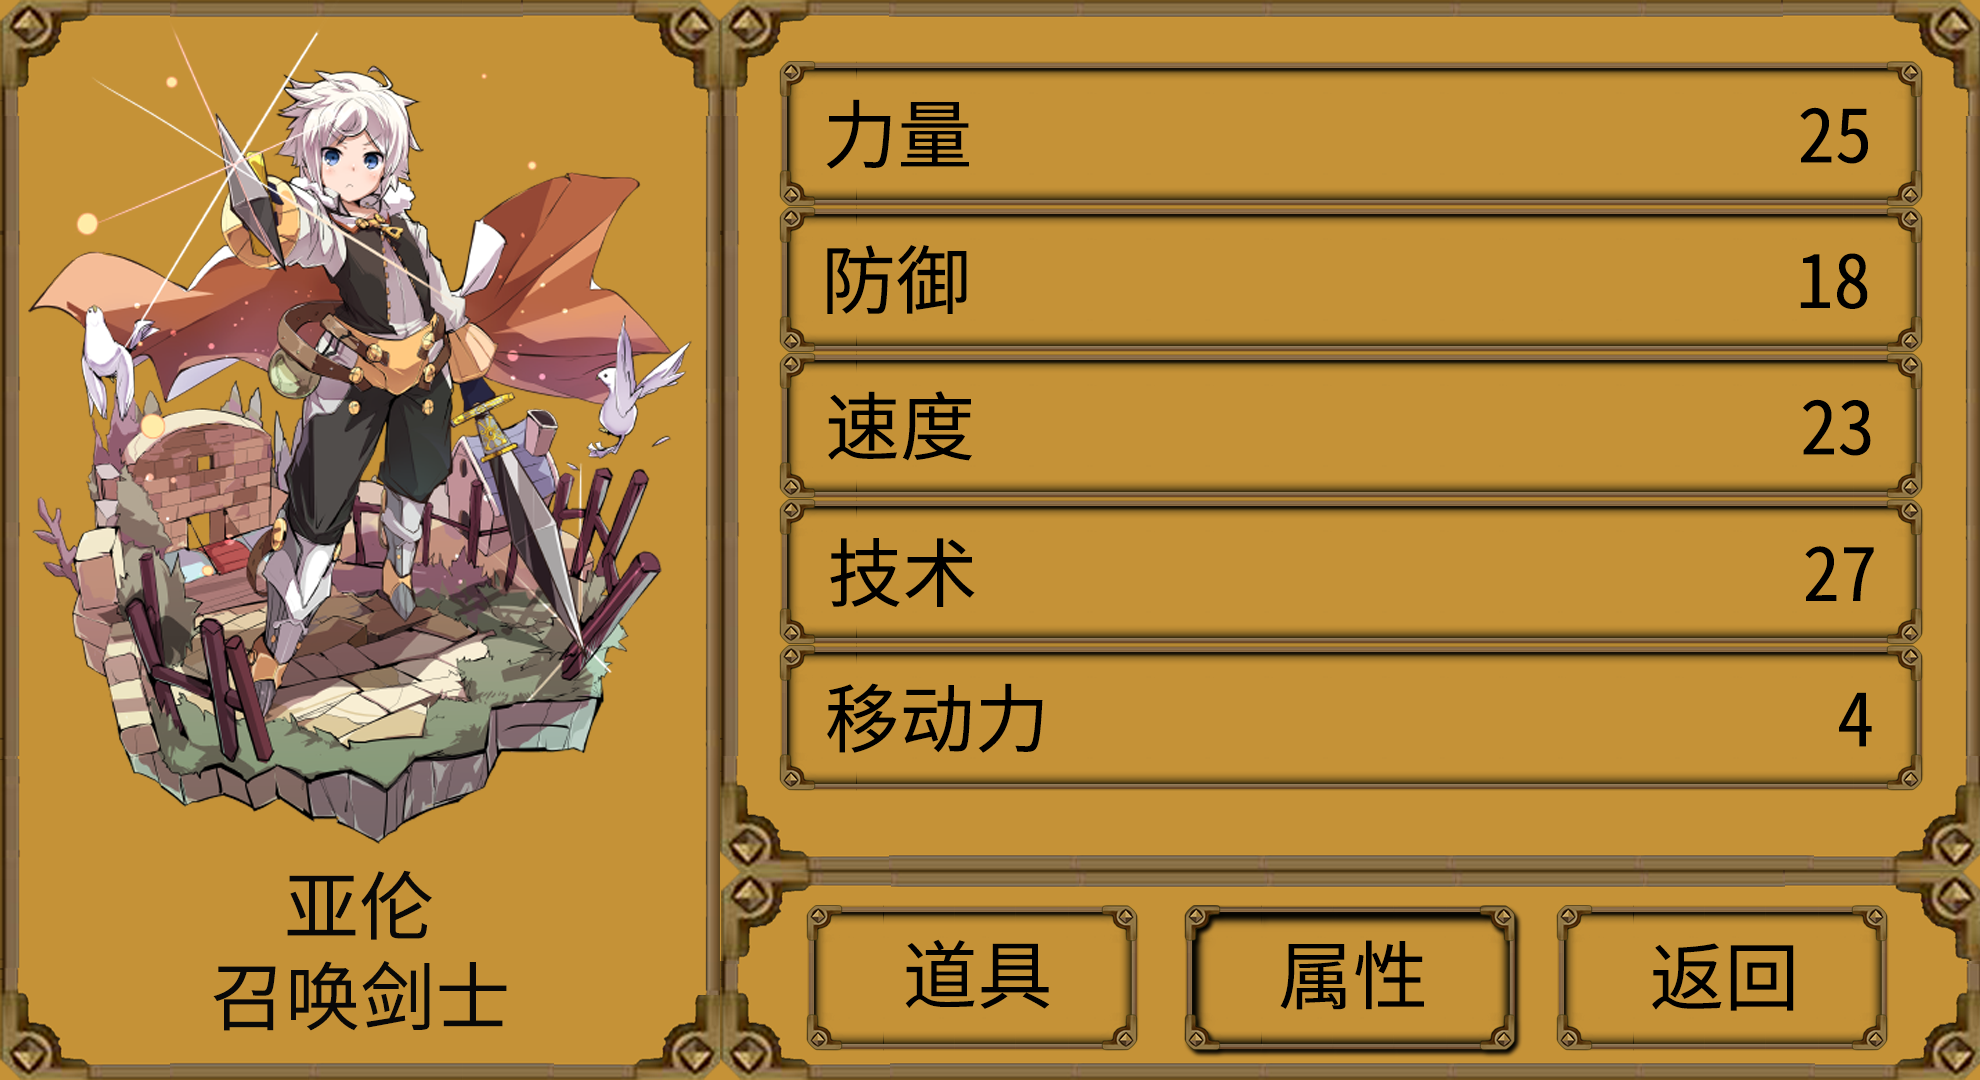 力量 25
防御 18
速度 23
技术 27
移动力 4
亚伦
召唤剑士
道具 属性 返回